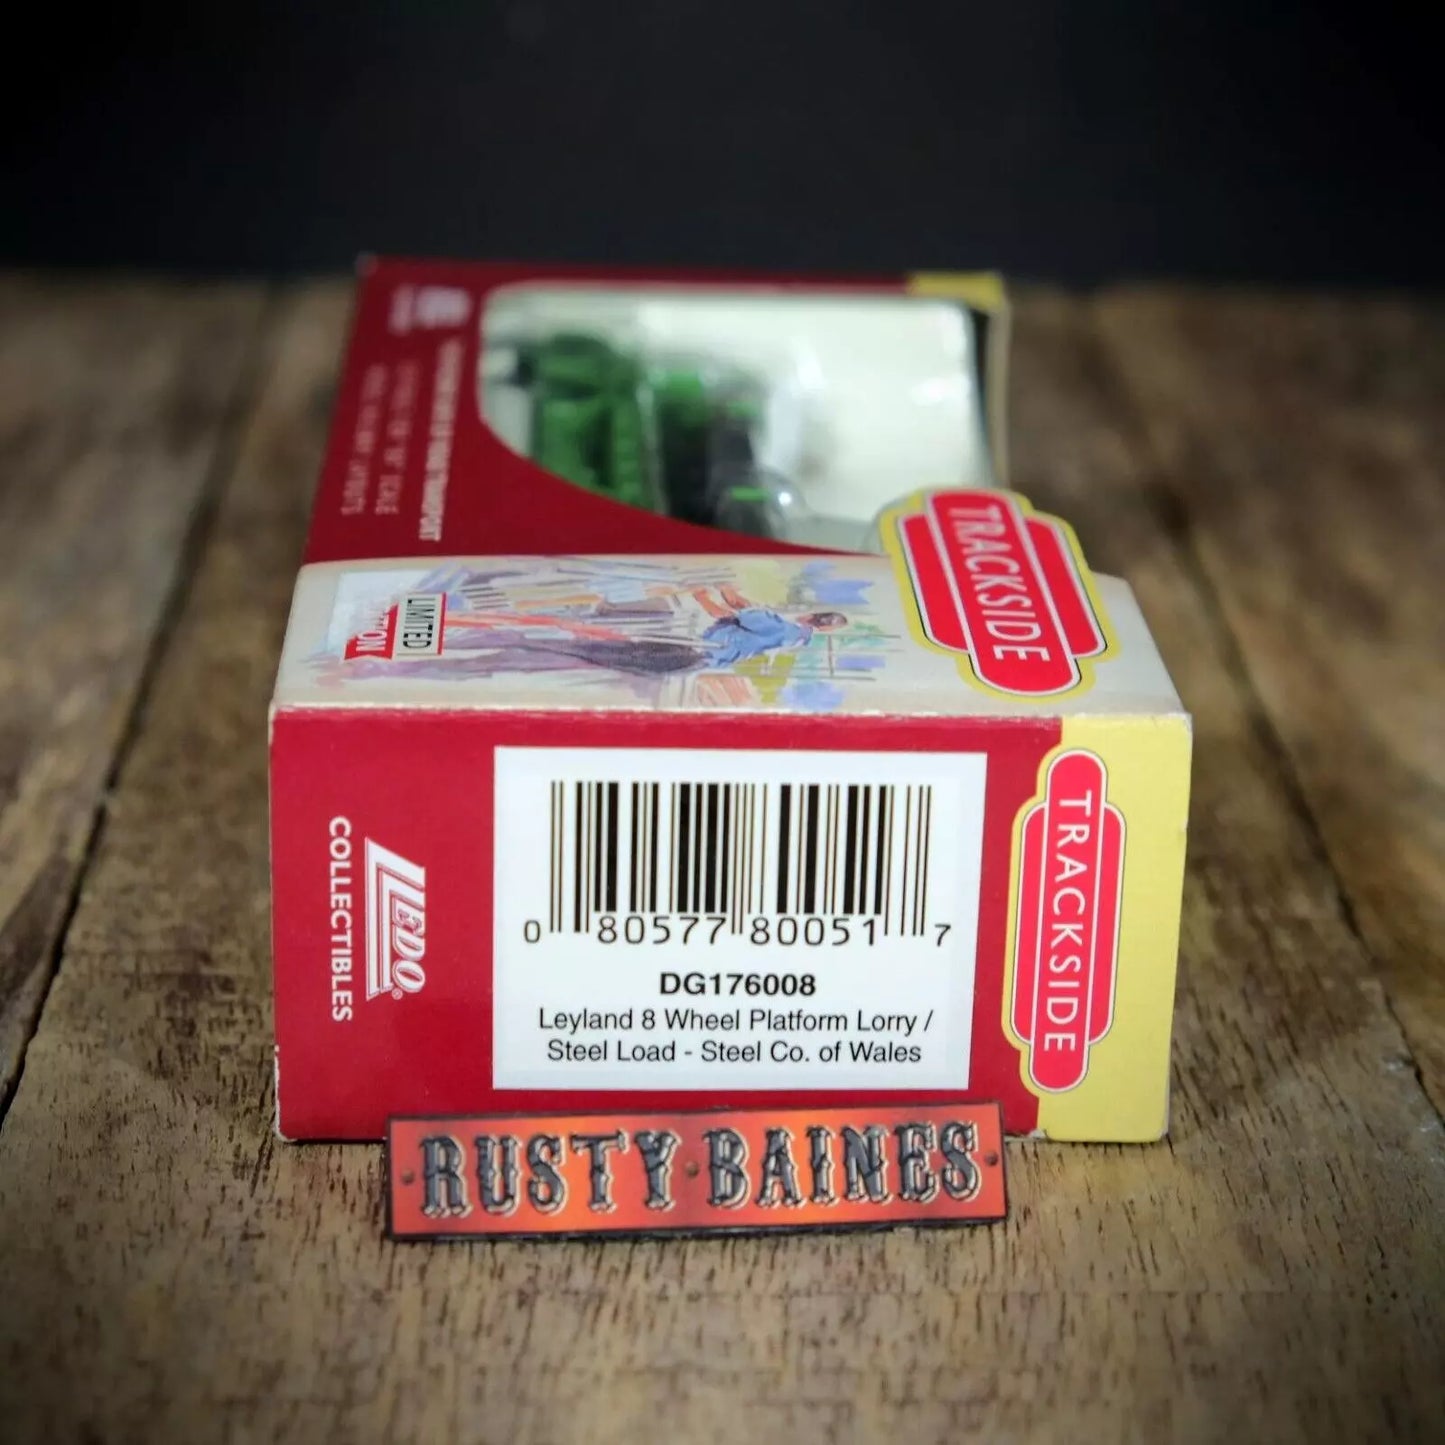 TRACKSIDE
LIMITED
LLEDO®
COLLECTIBLES
0 80577 80051 7
DG176008
Leyland 8 Wheel Platform Lorry /
Steel Load - Steel Co. of Wales
TRACKSIDE
RUSTY·BAINES